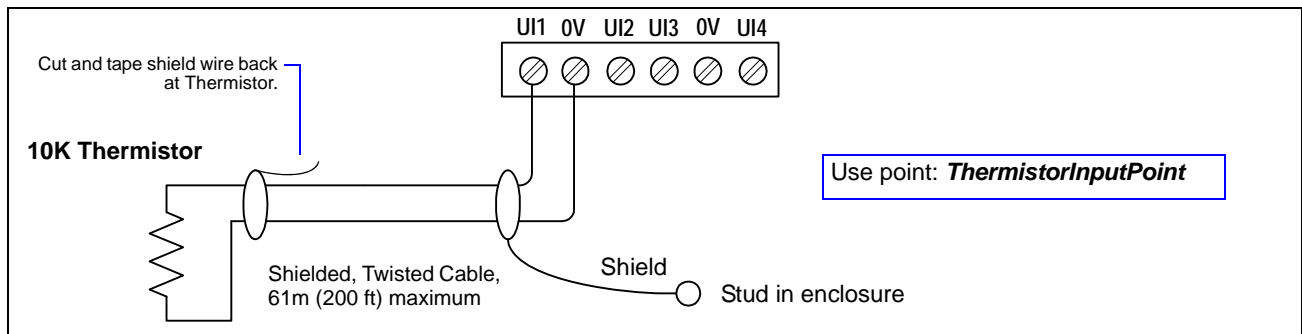 UI1 0V UI2 UI3 0V UI4
Cut and tape shield wire back
at Thermistor.
10K Thermistor
Use point: ThermistorInputPoint
Shielded, Twisted Cable,
61m (200 ft) maximum
Shield
Stud in enclosure